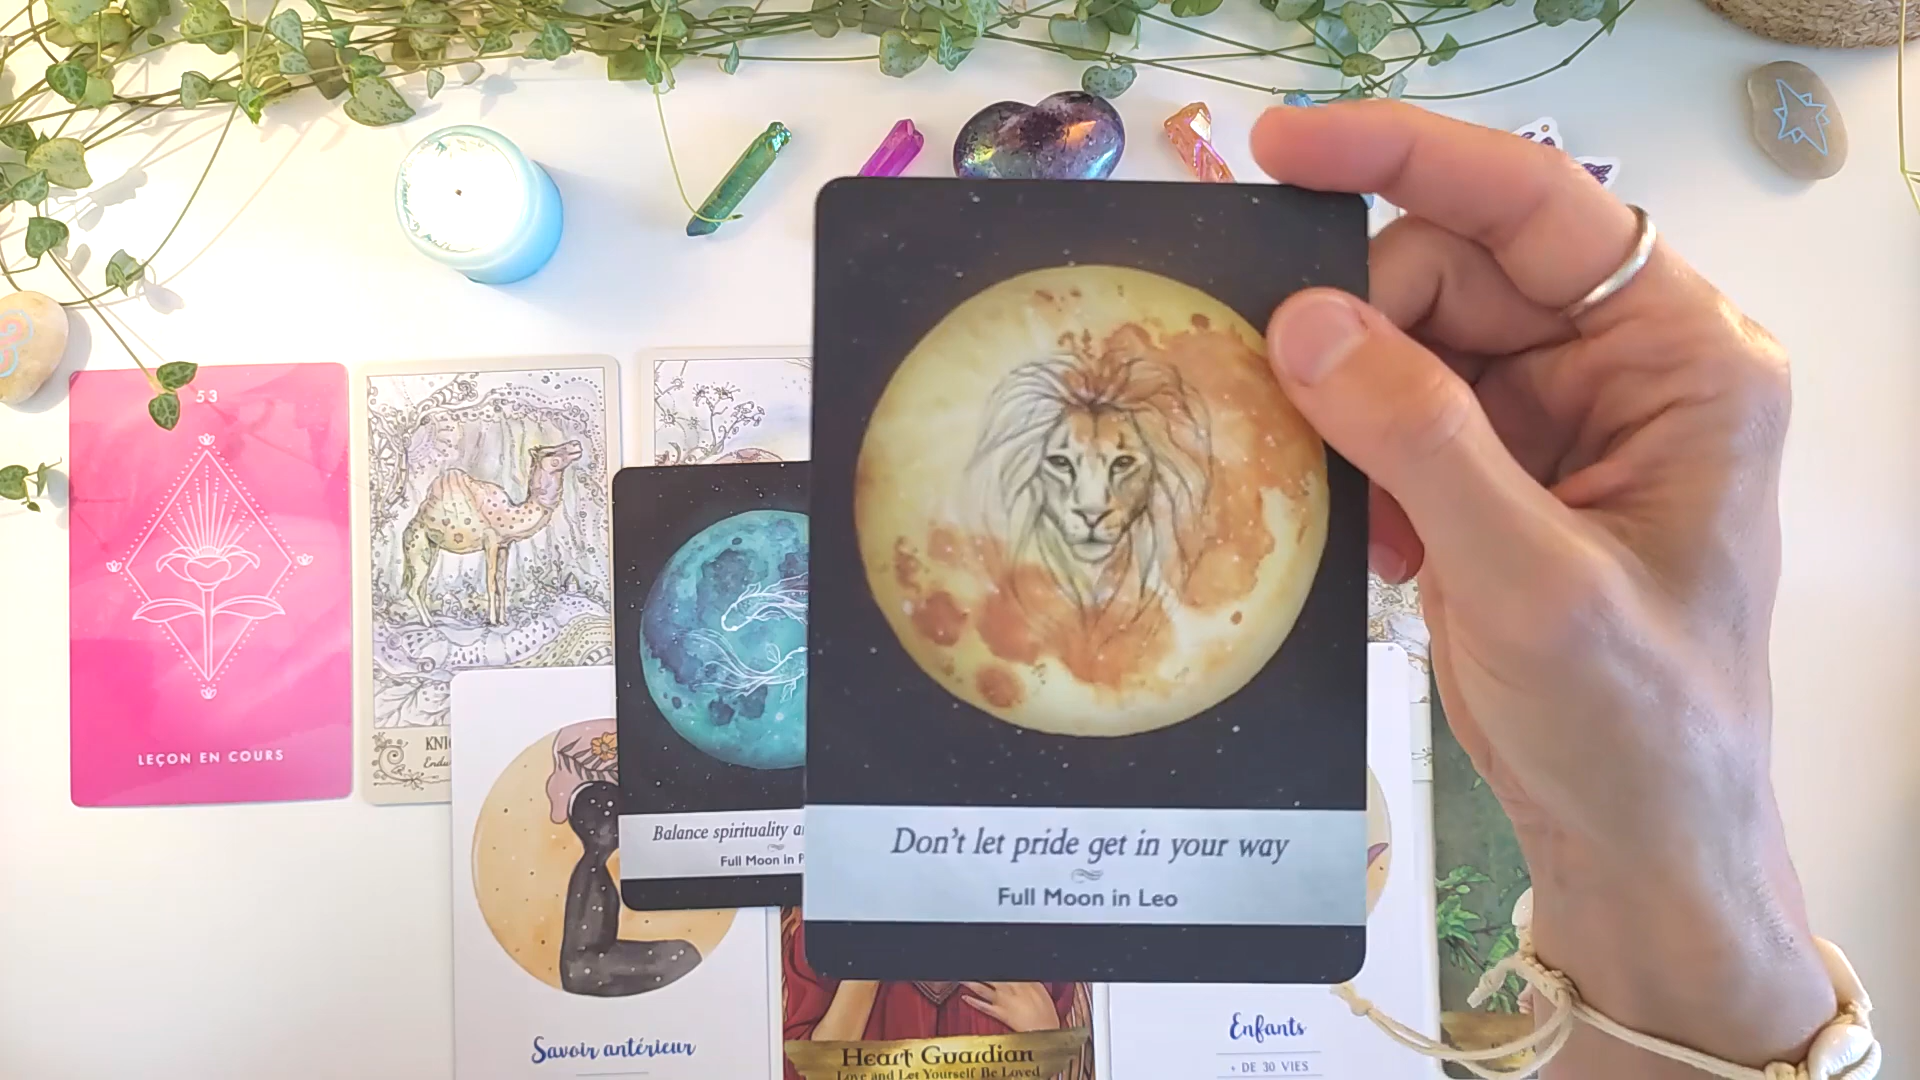 53
LEÇON EN COURS
Balance spirituality
Full Moon in
Don't let pride get in your way
Full Moon in Leo
Savoir antérieur
Heart Guardian
Love and Let Yourself Be Loved
Enfants
+ DE 30 VIES